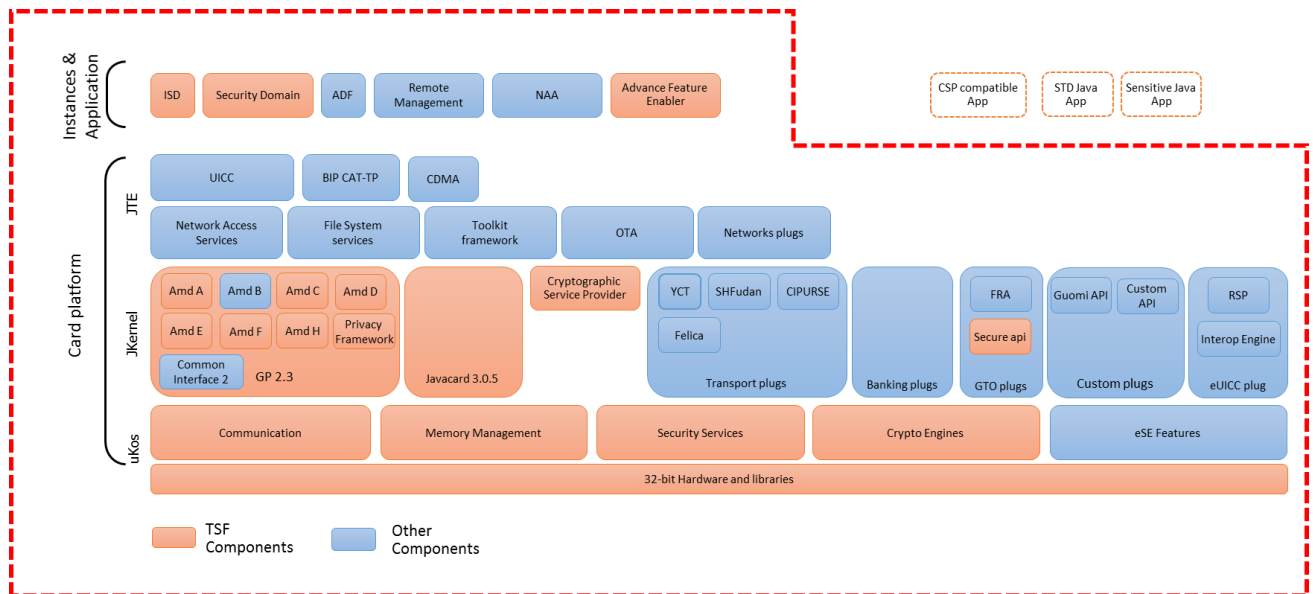 Instances &
Application
ISD
Security Domain
ADF
Remote
Management
NAA
Advance Feature
Enabler
CSP compatible
App
STD Java
App
Sensitive Java
App
Card platform
JTE
UICC
BIP CAT-TP
CDMA
Network Access
Services
File System
services
Toolkit
framework
OTA
Networks plugs
JKernel
Amd A
Amd B
Amd C
Amd D
Amd E
Amd F
Amd H
Privacy
Framework
Common
Interface 2
GP 2.3
Javacard 3.0.5
Cryptographic
Service Provider
YCT
SHFudan
CIPURSE
Felica
Transport plugs
Banking plugs
FRA
Secure api
GTO plugs
Guomi API
Custom
API
Custom plugs
RSP
Interop Engine
eUICC plug
uKos
Communication
Memory Management
Security Services
Crypto Engines
eSE Features
32-bit Hardware and libraries
TSF
Components
Other
Components